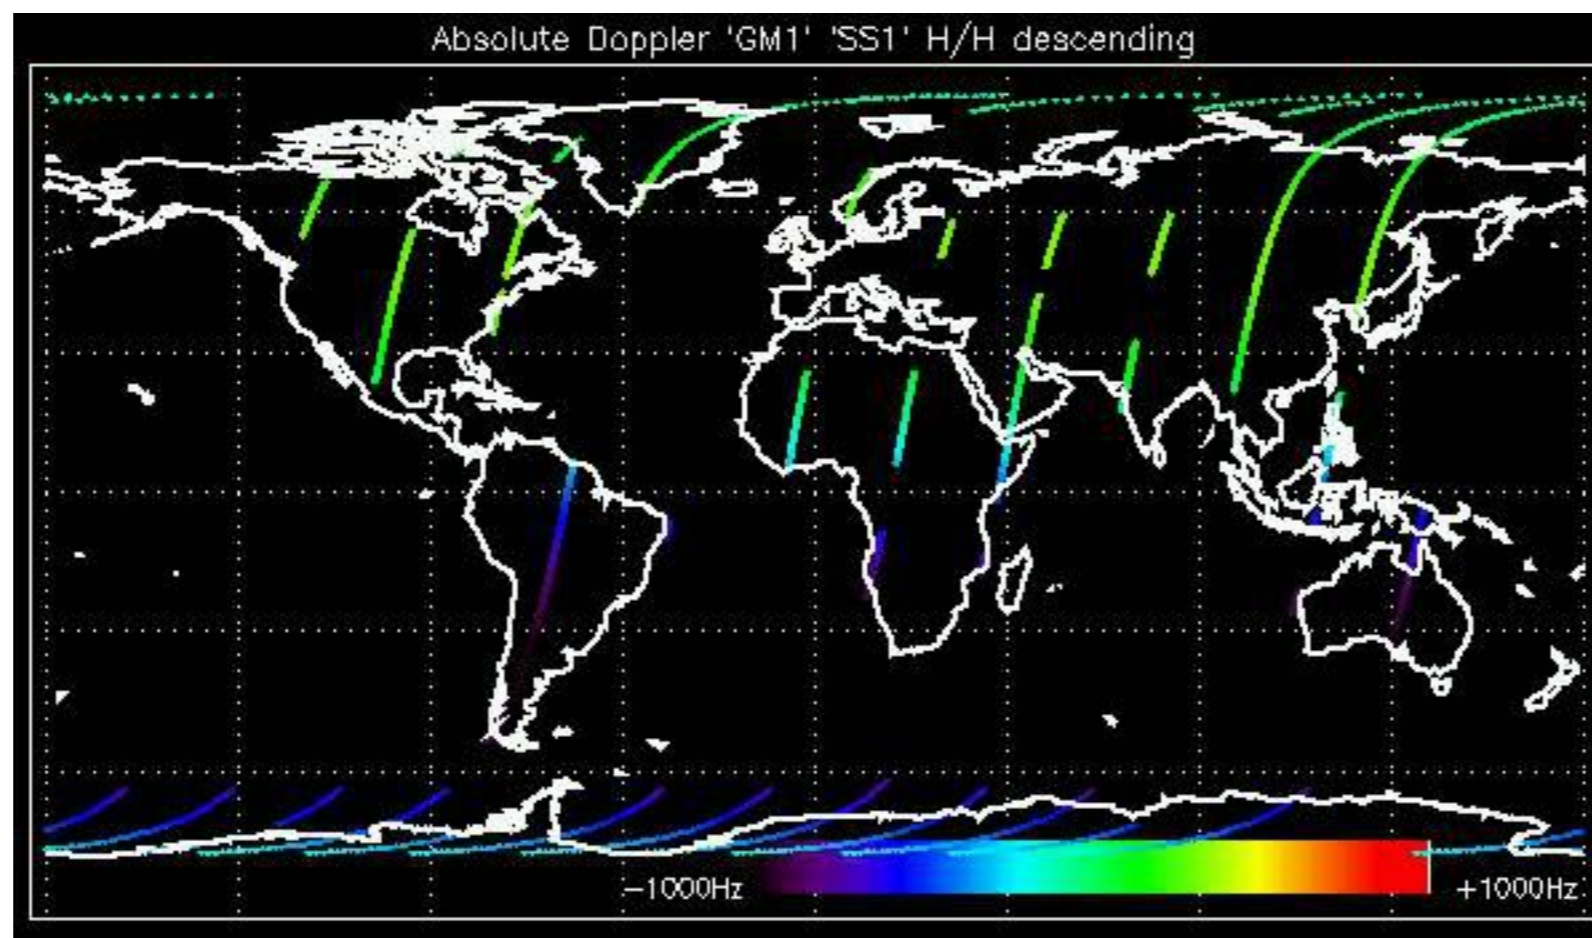 Absolute Doppler 'GM1' 'SS1' H/H descending
−1000Hz
+1000Hz